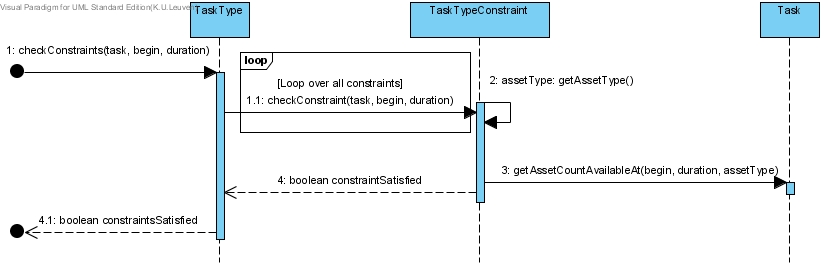 Visual Paradigm for UML Standard Edition(K.U.Leuven)
TaskType
TaskTypeConstraint
Task
1: checkConstraints(task, begin, duration)
loop
[Loop over all constraints]
2: assetType: getAssetType()
1.1: checkConstraint(task, begin, duration)
3: getAssetCountAvailableAt(begin, duration, assetType)
4: boolean constraintSatisfied
4.1: boolean constraintsSatisfied